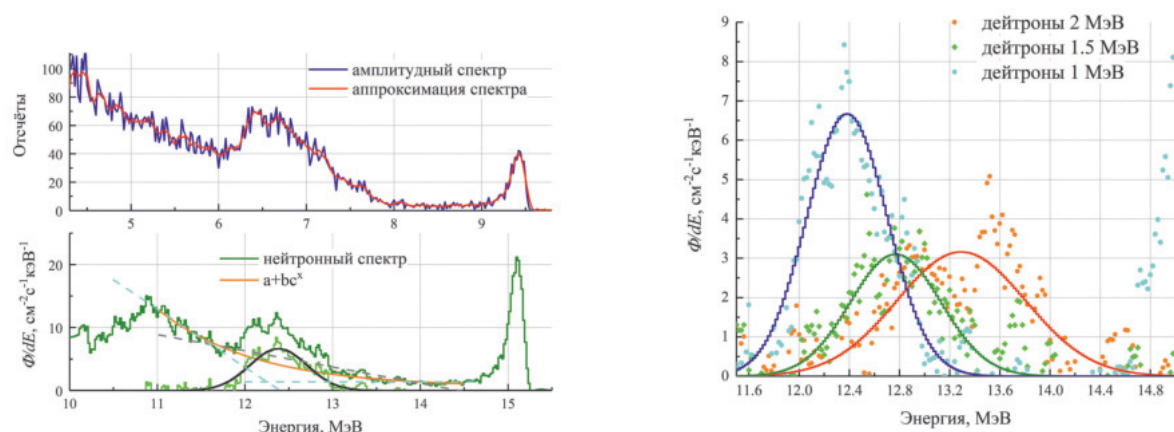 100
80
60
40
20
0
Отсчёты
амплитудный спектр
аппроксимация спектра
5 6 7 8 9
20
10
0
Ф/dE, см⁻²с⁻¹кэВ⁻¹
нейтронный спектр
a+bcˣ
10 11 12 13 14 15
Энергия, МэВ
9
8
7
6
5
4
3
2
1
0
Ф/dE, см⁻²с⁻¹кэВ⁻¹
дейтроны 2 МэВ
дейтроны 1.5 МэВ
дейтроны 1 МэВ
11.5 12.0 12.4 12.8 13.2 13.6 14.0 14.4 14.8
Энергия, МэВ